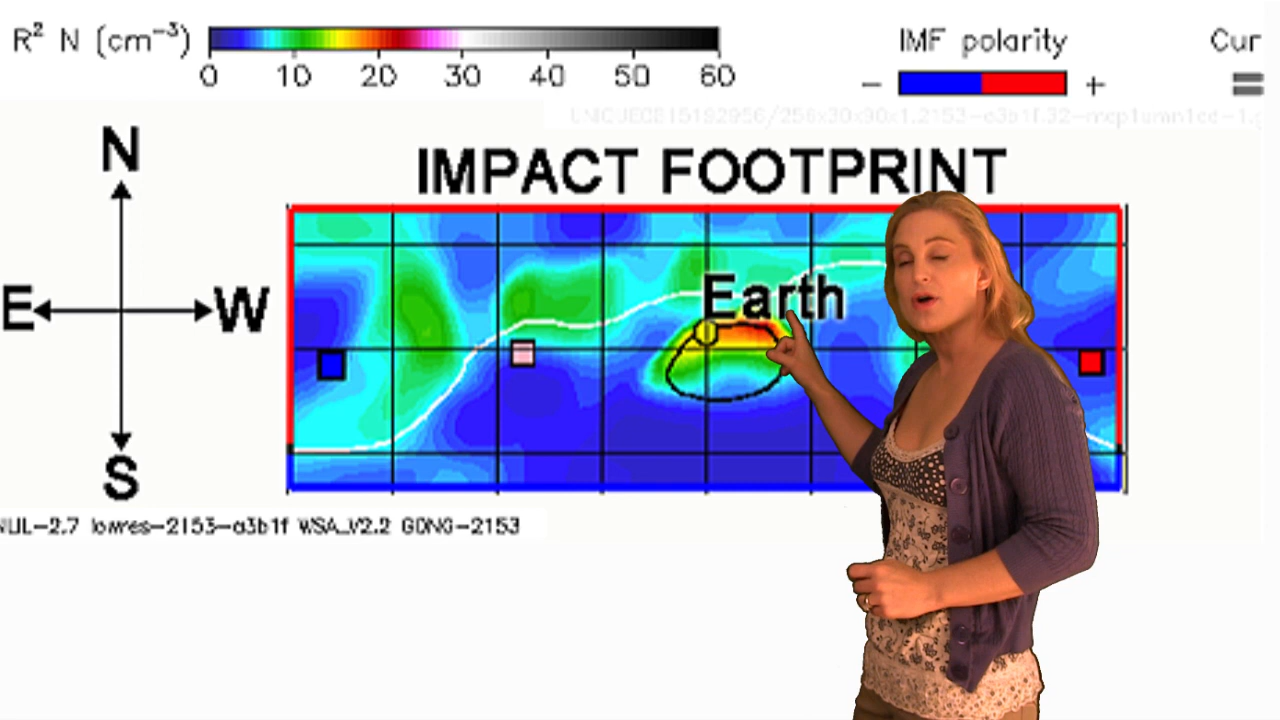 R² N (cm⁻³)
0 10 20 30 40 50 60
IMF polarity
− +
Cur
IMPACT FOOTPRINT
N
E W
S
Earth
lowres-2153-a3b1f WSA_V2.2 GONG-2153